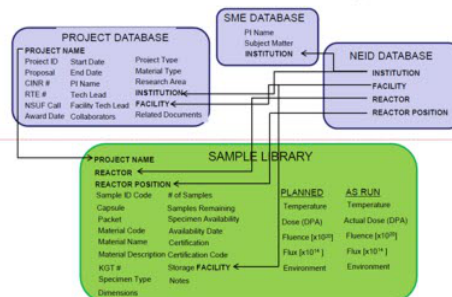 PROJECT DATABASE
PROJECT NAME
Project ID Start Date Project Type
Proposal End Date Material Type
CINR # PI Name Research Area
RTE # Tech Lead INSTITUTION
NSUF Call Facility Tech Lead FACILITY
Award Date Collaborators Related Documents
SME DATABASE
PI Name
Subject Matter
INSTITUTION
NEID DATABASE
INSTITUTION
FACILITY
REACTOR
REACTOR POSITION
SAMPLE LIBRARY
PROJECT NAME
REACTOR
REACTOR POSITION
Sample ID Code # of Samples
Capsule Samples Remaining
Packet Specimen Availability
Material Code Availability Date
Material Name Certification
Material Description Certification Code
KGT # Storage FACILITY
Specimen Type Notes
Dimensions
PLANNED AS RUN
Temperature Temperature
Dose (DPA) Actual Dose (DPA)
Fluence [x10²⁰] Fluence [x10²⁰]
Flux [x10¹⁴] Flux [x10¹⁴]
Environment Environment